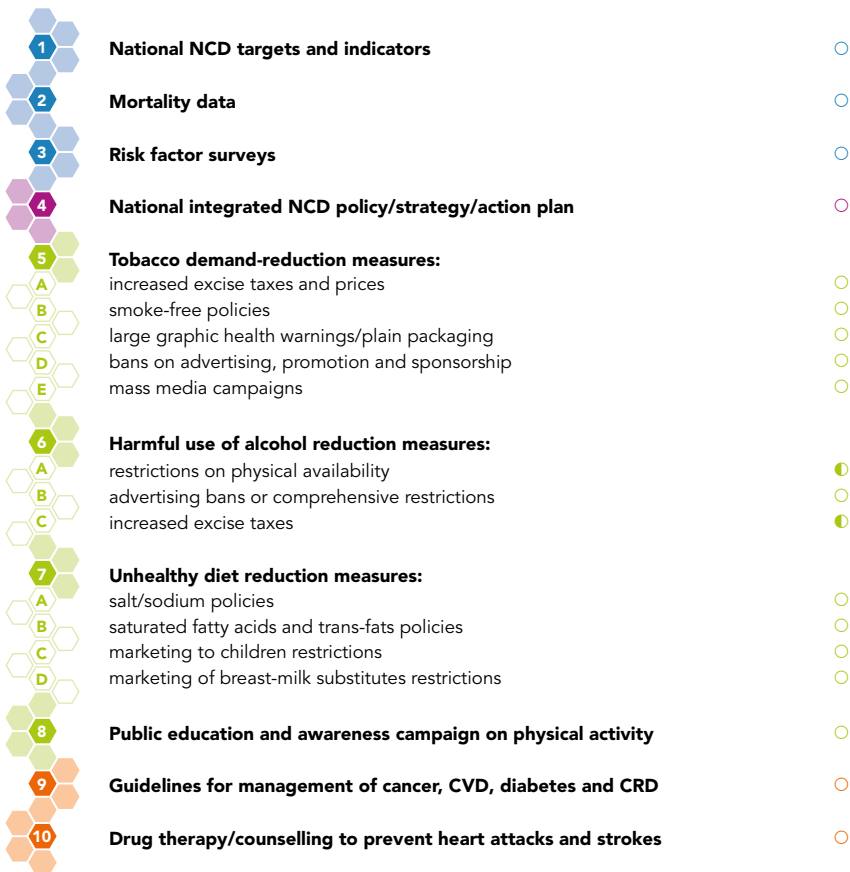 1 National NCD targets and indicators
2 Mortality data
3 Risk factor surveys
4 National integrated NCD policy/strategy/action plan
5 Tobacco demand-reduction measures:
A increased excise taxes and prices
B smoke-free policies
C large graphic health warnings/plain packaging
D bans on advertising, promotion and sponsorship
E mass media campaigns
6 Harmful use of alcohol reduction measures:
A restrictions on physical availability
B advertising bans or comprehensive restrictions
C increased excise taxes
7 Unhealthy diet reduction measures:
A salt/sodium policies
B saturated fatty acids and trans-fats policies
C marketing to children restrictions
D marketing of breast-milk substitutes restrictions
8 Public education and awareness campaign on physical activity
9 Guidelines for management of cancer, CVD, diabetes and CRD
10 Drug therapy/counselling to prevent heart attacks and strokes